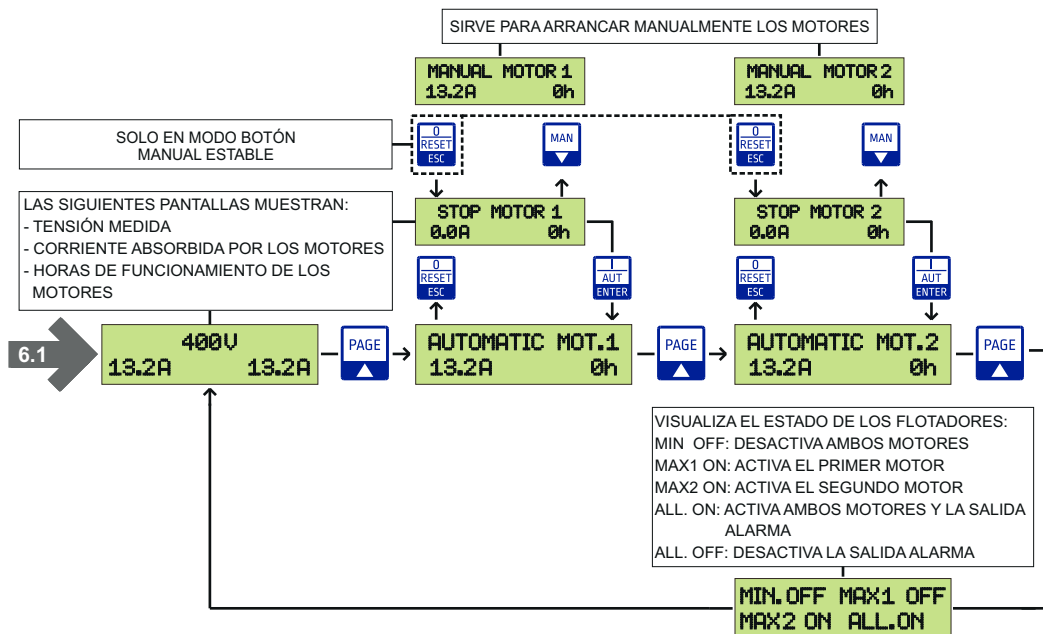 SIRVE PARA ARRANCAR MANUALMENTE LOS MOTORES
MANUAL MOTOR 1
13.2A 0h
MANUAL MOTOR 2
13.2A 0h
SOLO EN MODO BOTÓN
MANUAL ESTABLE
0
RESET
ESC
MAN
0
RESET
ESC
MAN
LAS SIGUIENTES PANTALLAS MUESTRAN:
- TENSIÓN MEDIDA
- CORRIENTE ABSORBIDA POR LOS MOTORES
- HORAS DE FUNCIONAMIENTO DE LOS
MOTORES
STOP MOTOR 1
0.0A 0h
STOP MOTOR 2
0.0A 0h
0
RESET
ESC
I
AUT
ENTER
0
RESET
ESC
I
AUT
ENTER
6.1
400V
13.2A 13.2A
PAGE
AUTOMATIC MOT.1
13.2A 0h
PAGE
AUTOMATIC MOT.2
13.2A 0h
PAGE
VISUALIZA EL ESTADO DE LOS FLOTADORES:
MIN OFF: DESACTIVA AMBOS MOTORES
MAX1 ON: ACTIVA EL PRIMER MOTOR
MAX2 ON: ACTIVA EL SEGUNDO MOTOR
ALL. ON: ACTIVA AMBOS MOTORES Y LA SALIDA
ALARMA
ALL. OFF: DESACTIVA LA SALIDA ALARMA
MIN.OFF MAX1 OFF
MAX2 ON ALL.ON